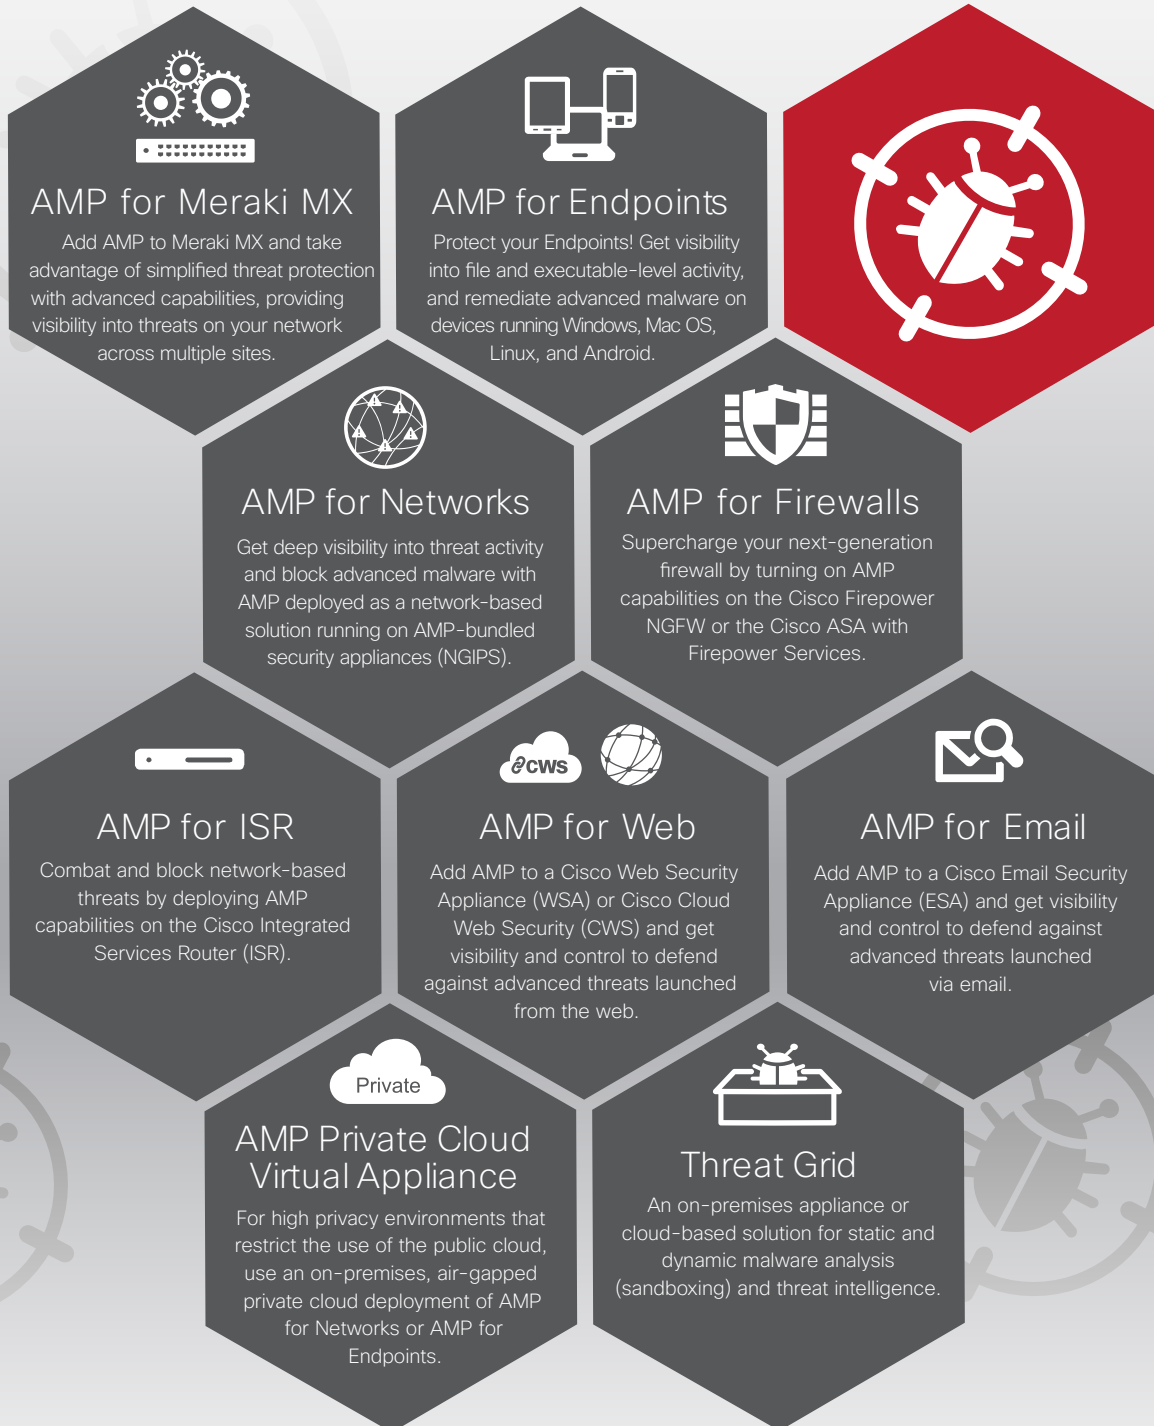 AMP for Meraki MX
Add AMP to Meraki MX and take
advantage of simplified threat protection
with advanced capabilities, providing
visibility into threats on your network
across multiple sites.
AMP for Endpoints
Protect your Endpoints! Get visibility
into file and executable-level activity,
and remediate advanced malware on
devices running Windows, Mac OS,
Linux, and Android.
AMP for Networks
Get deep visibility into threat activity
and block advanced malware with
AMP deployed as a network-based
solution running on AMP-bundled
security appliances (NGIPS).
AMP for Firewalls
Supercharge your next-generation
firewall by turning on AMP
capabilities on the Cisco Firepower
NGFW or the Cisco ASA with
Firepower Services.
AMP for ISR
Combat and block network-based
threats by deploying AMP
capabilities on the Cisco Integrated
Services Router (ISR).
CWS
AMP for Web
Add AMP to a Cisco Web Security
Appliance (WSA) or Cisco Cloud
Web Security (CWS) and get
visibility and control to defend
against advanced threats launched
from the web.
AMP for Email
Add AMP to a Cisco Email Security
Appliance (ESA) and get visibility
and control to defend against
advanced threats launched
via email.
Private
AMP Private Cloud
Virtual Appliance
For high privacy environments that
restrict the use of the public cloud,
use an on-premises, air-gapped
private cloud deployment of AMP
for Networks or AMP for
Endpoints.
Threat Grid
An on-premises appliance or
cloud-based solution for static and
dynamic malware analysis
(sandboxing) and threat intelligence.